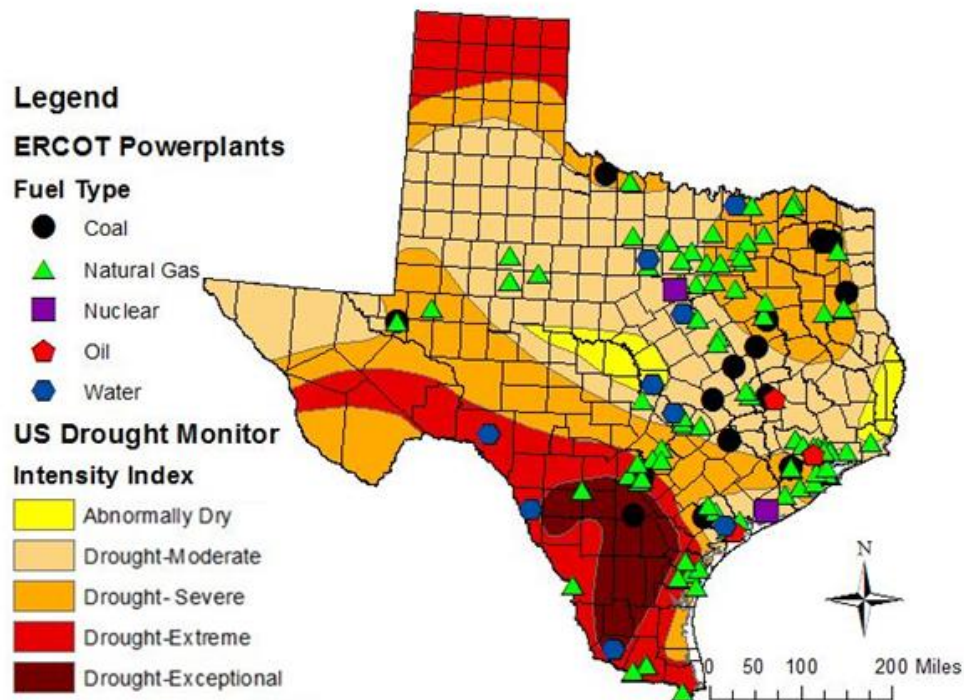 Legend
ERCOT Powerplants
Fuel Type
Coal
Natural Gas
Nuclear
Oil
Water
US Drought Monitor
Intensity Index
Abnormally Dry
Drought-Moderate
Drought- Severe
Drought-Extreme
Drought-Exceptional
N
0 50 100 200 Miles